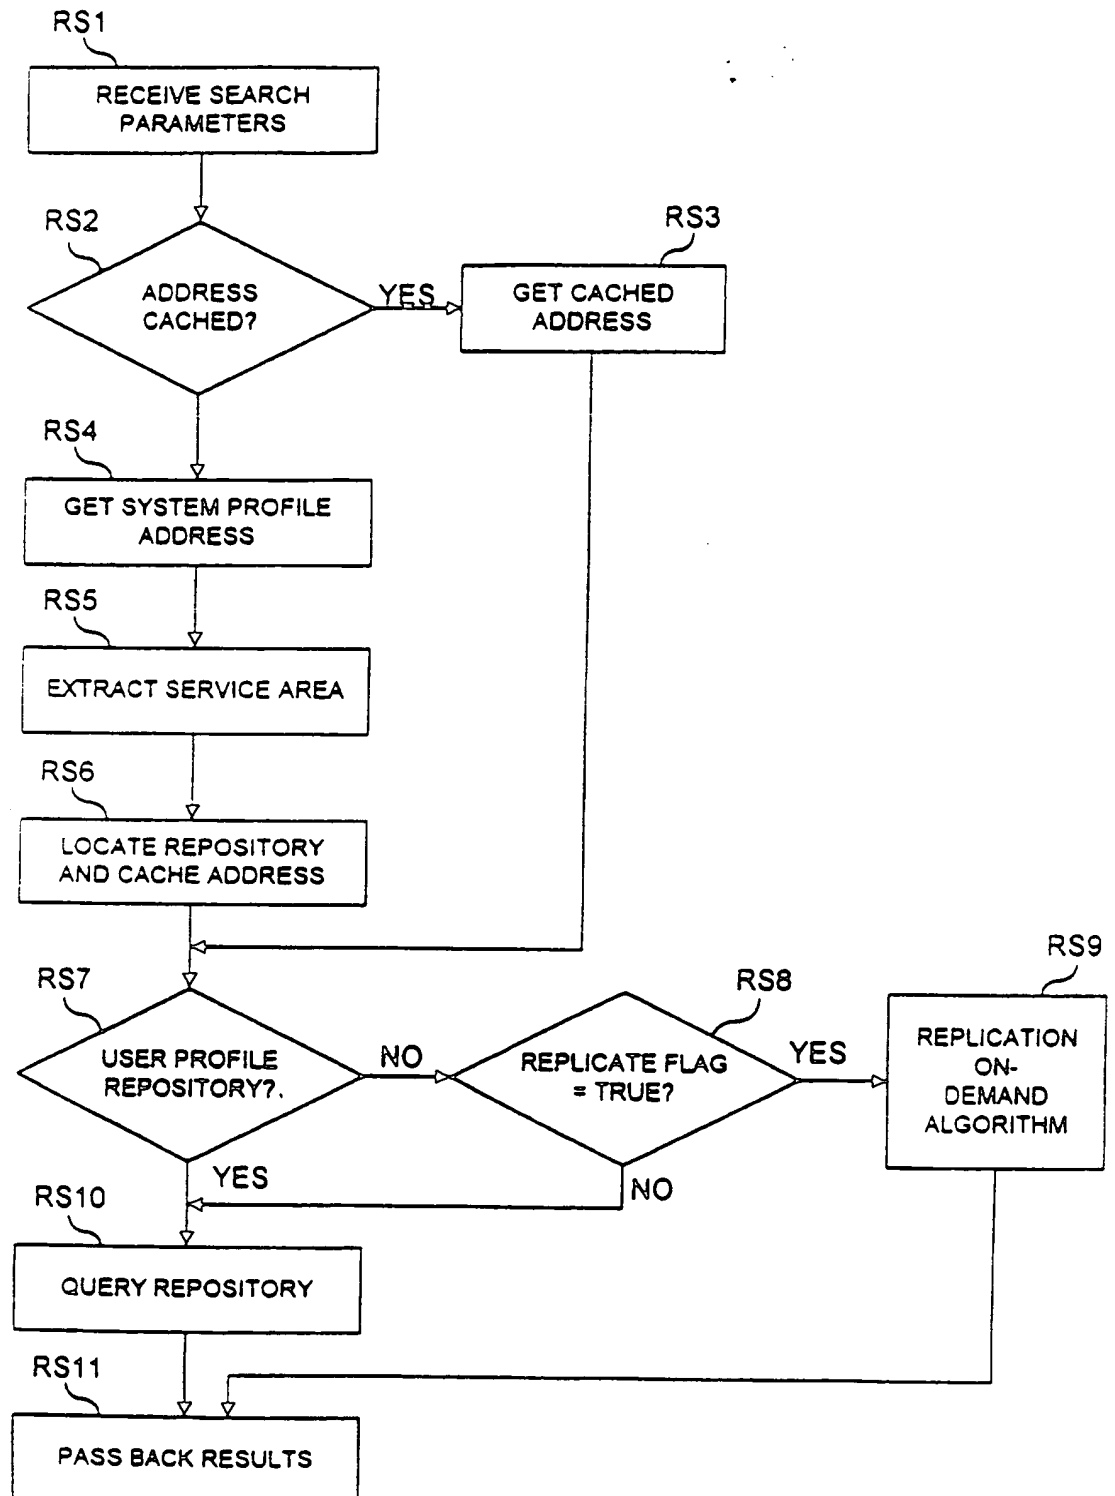 RS1
RECEIVE SEARCH
PARAMETERS
RS2
ADDRESS
CACHED?
YES
RS3
GET CACHED
ADDRESS
RS4
GET SYSTEM PROFILE
ADDRESS
RS5
EXTRACT SERVICE AREA
RS6
LOCATE REPOSITORY
AND CACHE ADDRESS
RS7
USER PROFILE
REPOSITORY?.
NO
RS8
REPLICATE FLAG
= TRUE?
YES
RS9
REPLICATION
ON-
DEMAND
ALGORITHM
YES
NO
RS10
QUERY REPOSITORY
RS11
PASS BACK RESULTS